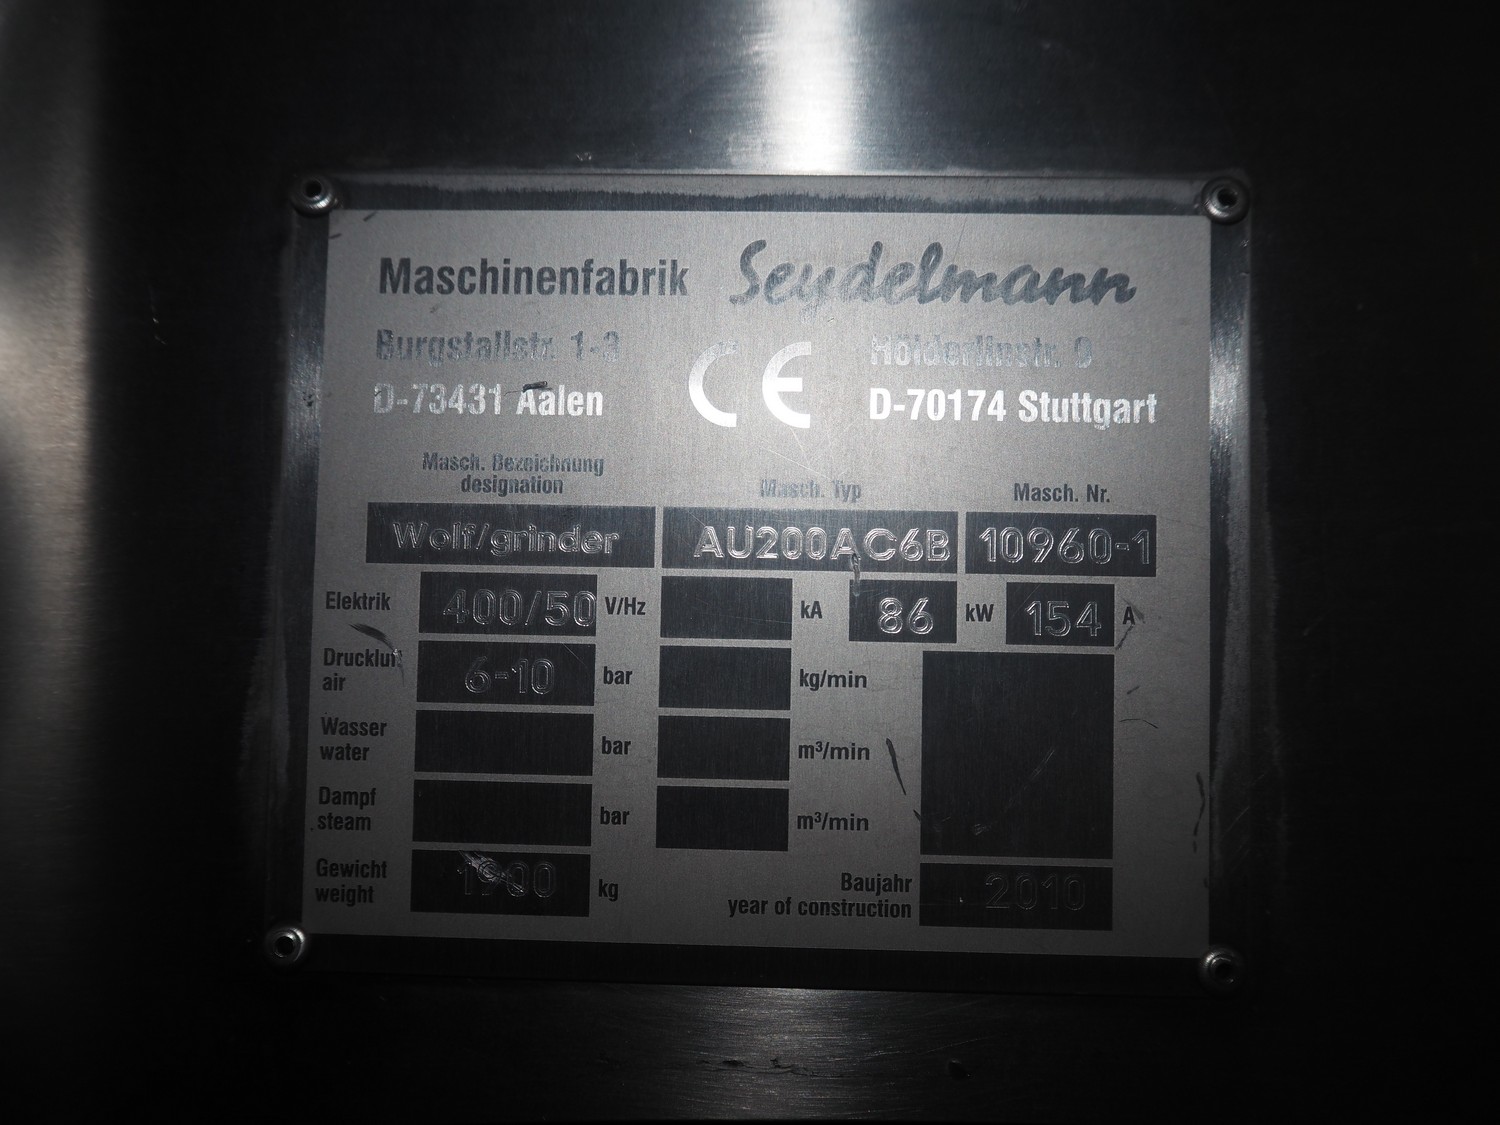 Maschinenfabrik Seydelmann
Burgstallstr. 1-3
D-73431 Aalen
CE
Hölderlinstr. 9
D-70174 Stuttgart
Masch. Bezeichnung
designation
Masch. Typ
Masch. Nr.
Wolf/grinder AU200AC6B 10960-1
Elektrik 400/50 V/Hz kA 86 kW 154 A
Druckluft
air
6-10 bar kg/min
Wasser
water
bar m³/min
Dampf
steam
bar m³/min
Gewicht
weight
1900 kg
Baujahr
year of construction
2010